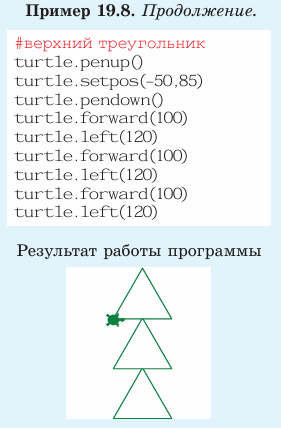 Пример 19.8. Продолжение.
#верхний треугольник
turtle.penup()
turtle.setpos(-50,85)
turtle.pendown()
turtle.forward(100)
turtle.left(120)
turtle.forward(100)
turtle.left(120)
turtle.forward(100)
turtle.left(120)
Результат работы программы